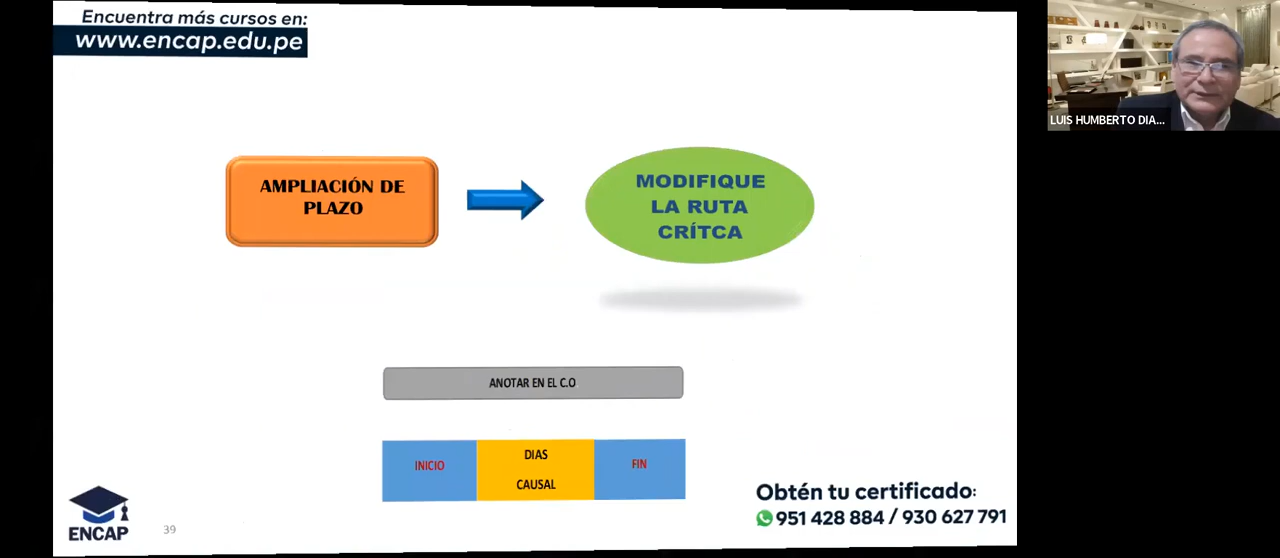 Encuentra más cursos en:
www.encap.edu.pe
LUIS HUMBERTO DIA...
AMPLIACIÓN DE
PLAZO
MODIFIQUE
LA RUTA
CRÍTCA
ANOTAR EN EL C.O
INICIO
DIAS
CAUSAL
FIN
ENCAP
39
Obtén tu certificado:
951 428 884 / 930 627 791